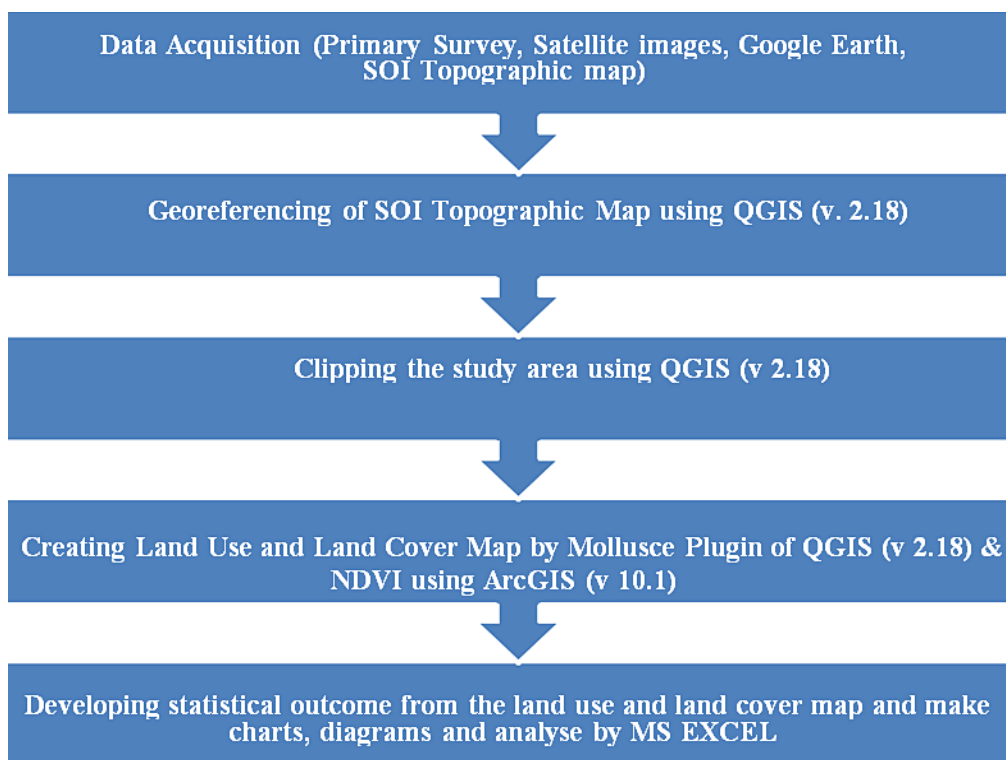 Data Acquisition (Primary Survey, Satellite images, Google Earth,
SOI Topographic map)
Georeferencing of SOI Topographic Map using QGIS (v. 2.18)
Clipping the study area using QGIS (v 2.18)
Creating Land Use and Land Cover Map by Mollusce Plugin of QGIS (v 2.18) &
NDVI using ArcGIS (v 10.1)
Developing statistical outcome from the land use and land cover map and make
charts, diagrams and analyse by MS EXCEL